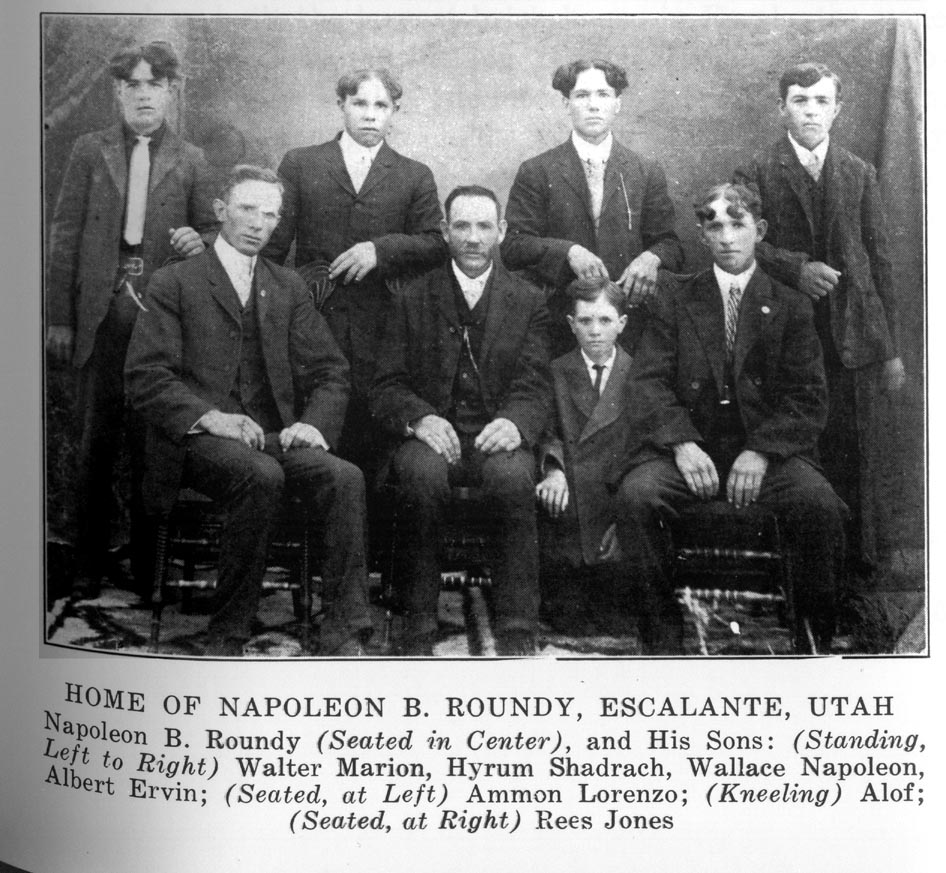 HOME OF NAPOLEON B. ROUNDY, ESCALANTE, UTAH
Napoleon B. Roundy (Seated in Center), and His Sons: (Standing,
Left to Right) Walter Marion, Hyrum Shadrach, Wallace Napoleon,
Albert Ervin; (Seated, at Left) Ammon Lorenzo; (Kneeling) Alof;
(Seated, at Right) Rees Jones